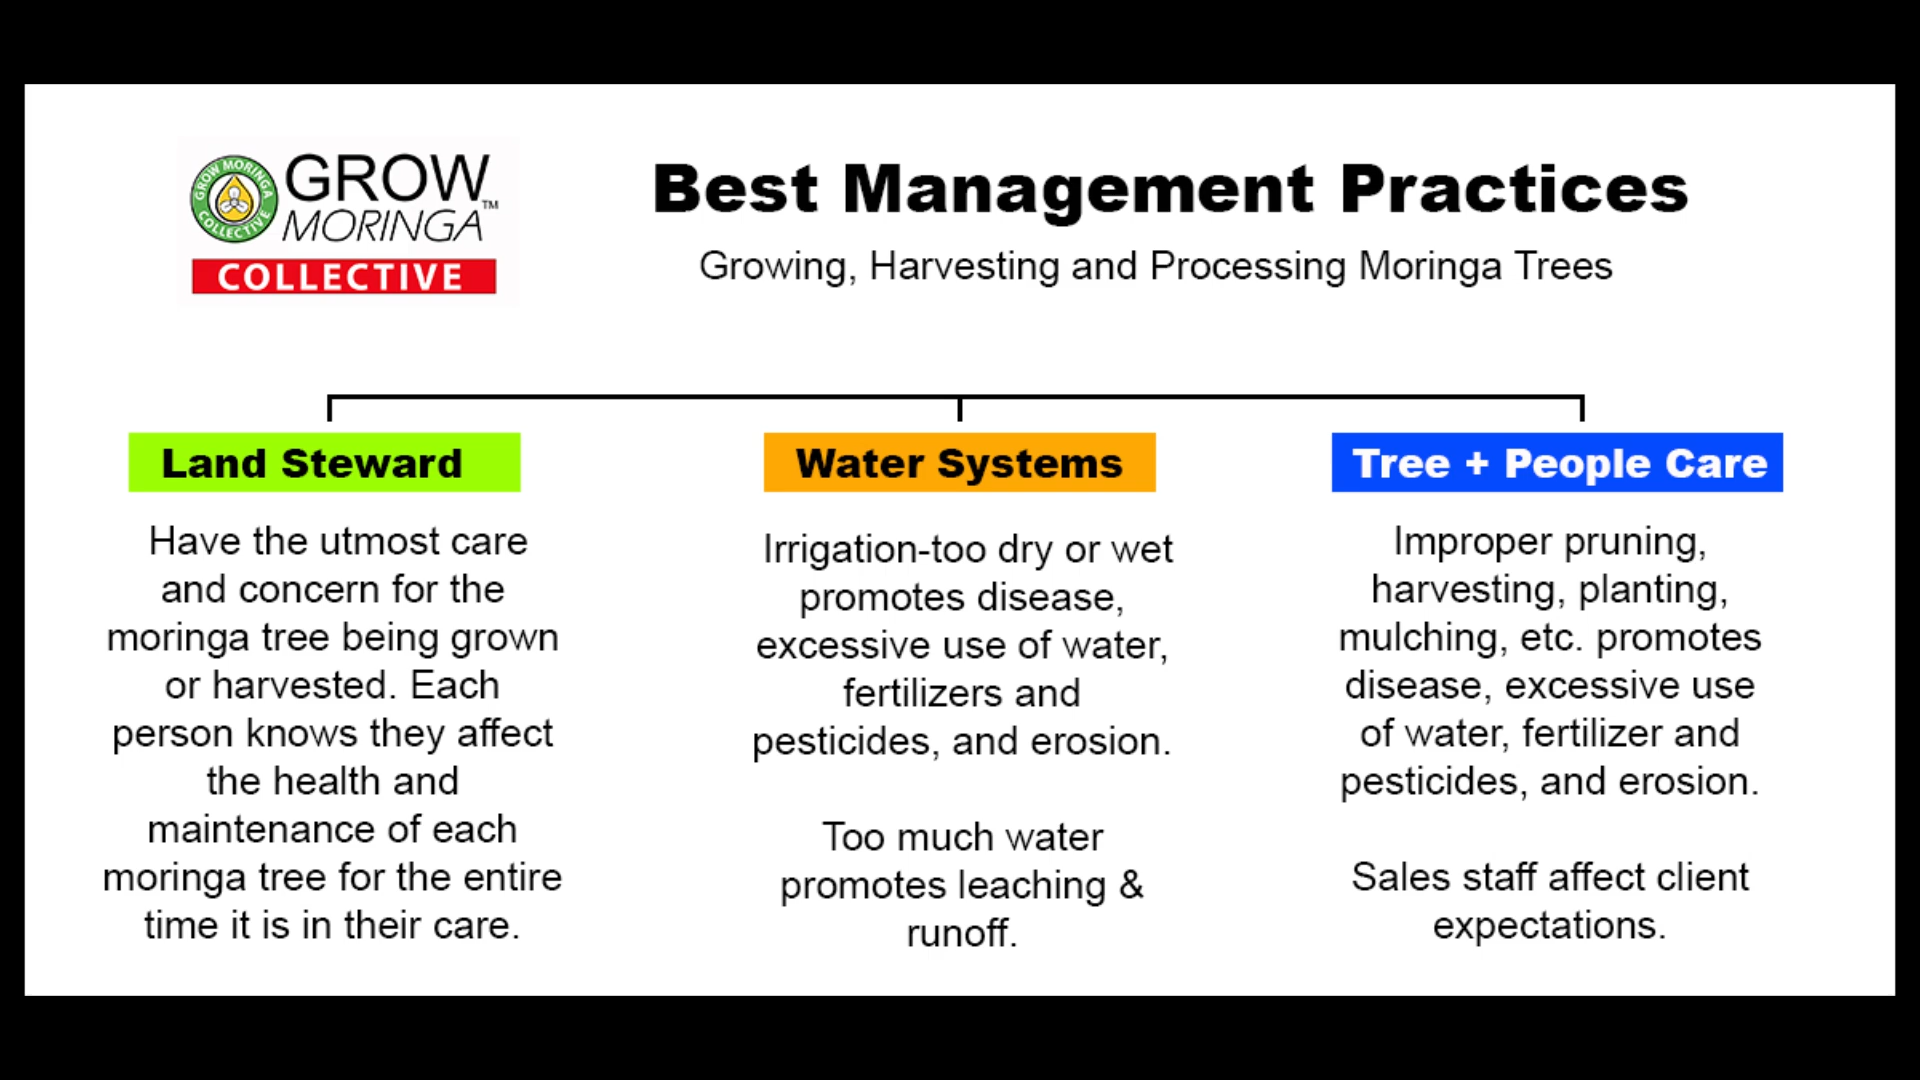 GROW MORINGA
COLLECTIVE
GROW
MORINGA™
COLLECTIVE
Best Management Practices
Growing, Harvesting and Processing Moringa Trees
Land Steward
Have the utmost care
and concern for the
moringa tree being grown
or harvested. Each
person knows they affect
the health and
maintenance of each
moringa tree for the entire
time it is in their care.
Water Systems
Irrigation-too dry or wet
promotes disease,
excessive use of water,
fertilizers and
pesticides, and erosion.
Too much water
promotes leaching &
runoff.
Tree + People Care
Improper pruning,
harvesting, planting,
mulching, etc. promotes
disease, excessive use
of water, fertilizer and
pesticides, and erosion.
Sales staff affect client
expectations.